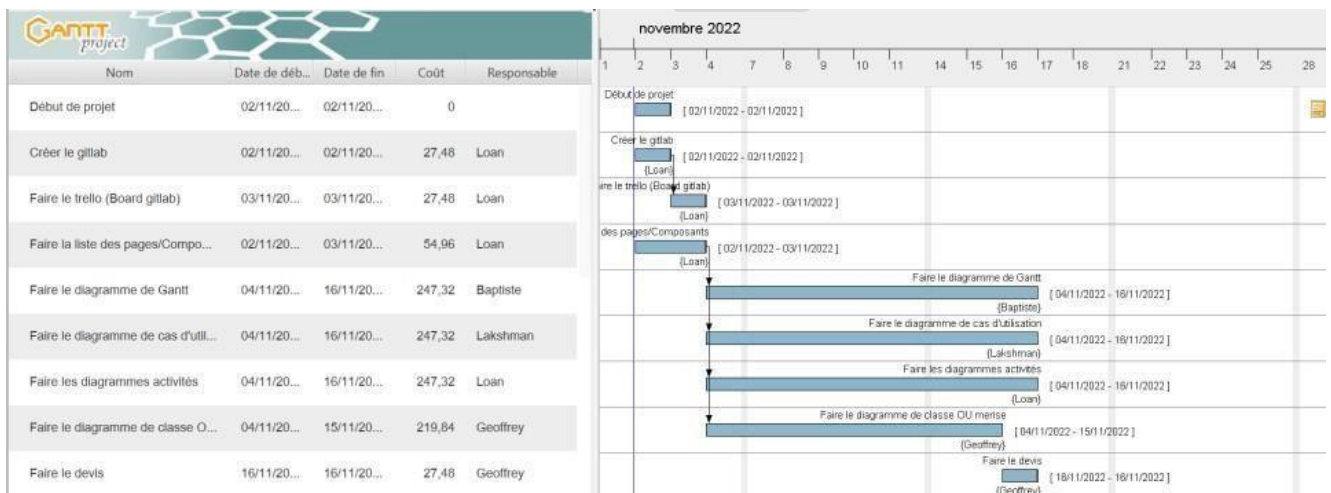 GANTT
project
Nom Date de déb... Date de fin Coût Responsable
novembre 2022
1 2 3 4 7 8 9 10 11 14 15 16 17 18 21 22 23 24 25 28
Début de projet 02/11/20... 02/11/20... 0
Début de projet
[ 02/11/2022 - 02/11/2022 ]
Créer le gitlab 02/11/20... 02/11/20... 27,48 Loan
Créer le gitlab
[ 02/11/2022 - 02/11/2022 ]
{Loan}
Faire le trello (Board gitlab) 03/11/20... 03/11/20... 27,48 Loan
ire le trello (Board gitlab)
[ 03/11/2022 - 03/11/2022 ]
{Loan}
Faire la liste des pages/Compo... 02/11/20... 03/11/20... 54,96 Loan
des pages/Composants
[ 02/11/2022 - 03/11/2022 ]
{Loan}
Faire le diagramme de Gantt 04/11/20... 16/11/20... 247,32 Baptiste
Faire le diagramme de Gantt
[ 04/11/2022 - 16/11/2022 ]
{Baptiste}
Faire le diagramme de cas d'util... 04/11/20... 16/11/20... 247,32 Lakshman
Faire le diagramme de cas d'utilsation
[ 04/11/2022 - 16/11/2022 ]
{Lakshman}
Faire les diagrammes activités 04/11/20... 16/11/20... 247,32 Loan
Faire les diagrammes activités
[ 04/11/2022 - 16/11/2022 ]
{Loan}
Faire le diagramme de classe O... 04/11/20... 15/11/20... 219,84 Geoffrey
Faire le diagramme de classe OU merise
[ 04/11/2022 - 15/11/2022 ]
{Geoffrey}
Faire le devis 16/11/20... 16/11/20... 27,48 Geoffrey
Faire le devis
[ 16/11/2022 - 16/11/2022 ]
{Geoffrey}